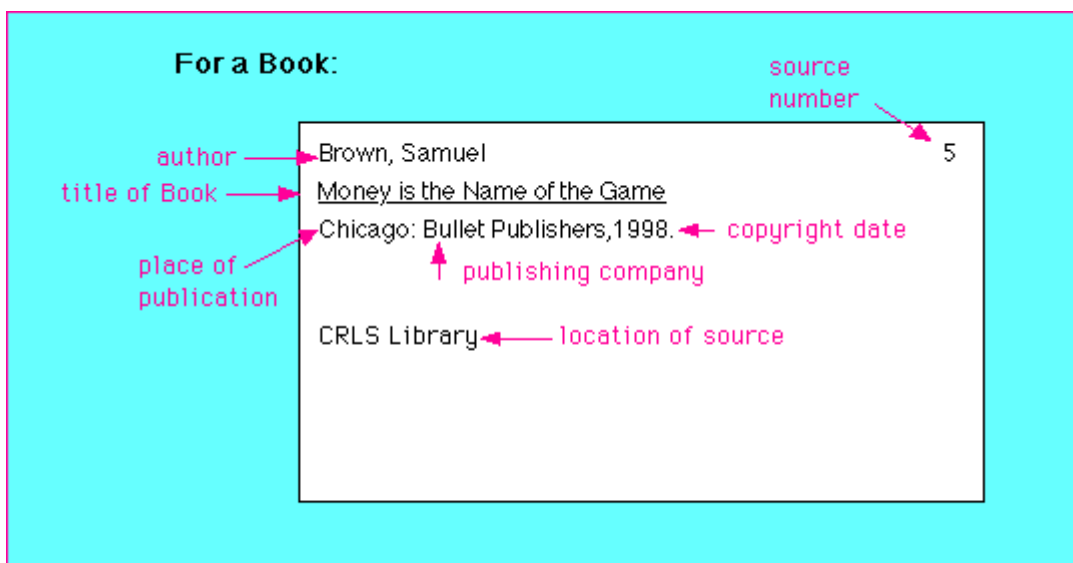 For a Book:
source
number
author Brown, Samuel 5
title of Book Money is the Name of the Game
Chicago: Bullet Publishers,1998. copyright date
place of
publication
publishing company
CRLS Library location of source